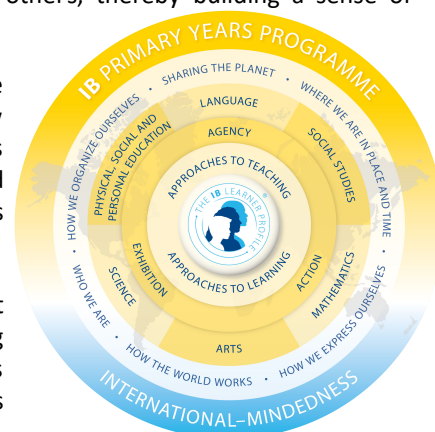 others, thereby building a sense of
IB PRIMARY YEARS PROGRAMME
SHARING THE PLANET • WHERE WE ARE IN PLACE AND TIME • HOW WE EXPRESS OURSELVES • HOW THE WORLD WORKS • WHO WE ARE • HOW WE ORGANIZE OURSELVES •
LANGUAGE
SOCIAL STUDIES
MATHEMATICS
ARTS
SCIENCE
PHYSICAL, SOCIAL AND
PERSONAL EDUCATION
AGENCY
ACTION
EXHIBITION
APPROACHES TO TEACHING
APPROACHES TO LEARNING
THE IB LEARNER PROFILE
INTERNATIONAL–MINDEDNESS